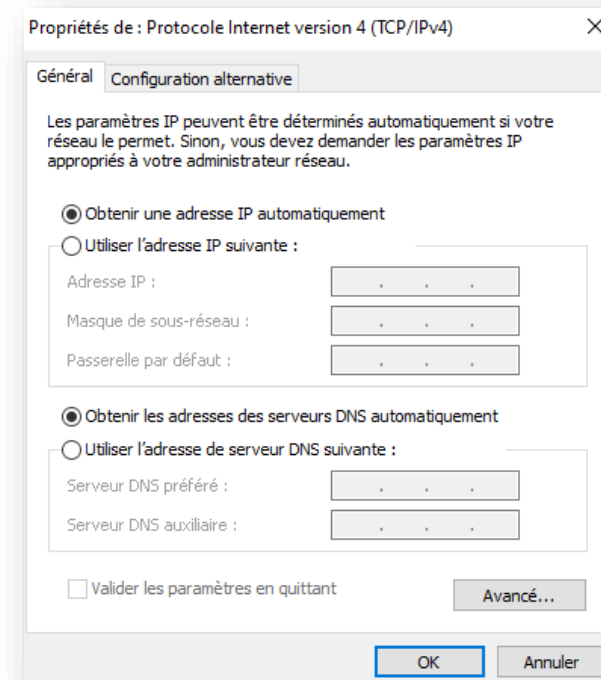 Propriétés de : Protocole Internet version 4 (TCP/IPv4)
Général
Configuration alternative
Les paramètres IP peuvent être déterminés automatiquement si votre
réseau le permet. Sinon, vous devez demander les paramètres IP
appropriés à votre administrateur réseau.
Obtenir une adresse IP automatiquement
Utiliser l'adresse IP suivante :
Adresse IP :
Masque de sous-réseau :
Passerelle par défaut :
Obtenir les adresses des serveurs DNS automatiquement
Utiliser l'adresse de serveur DNS suivante :
Serveur DNS préféré :
Serveur DNS auxiliaire :
Valider les paramètres en quittant
Avancé...
OK
Annuler